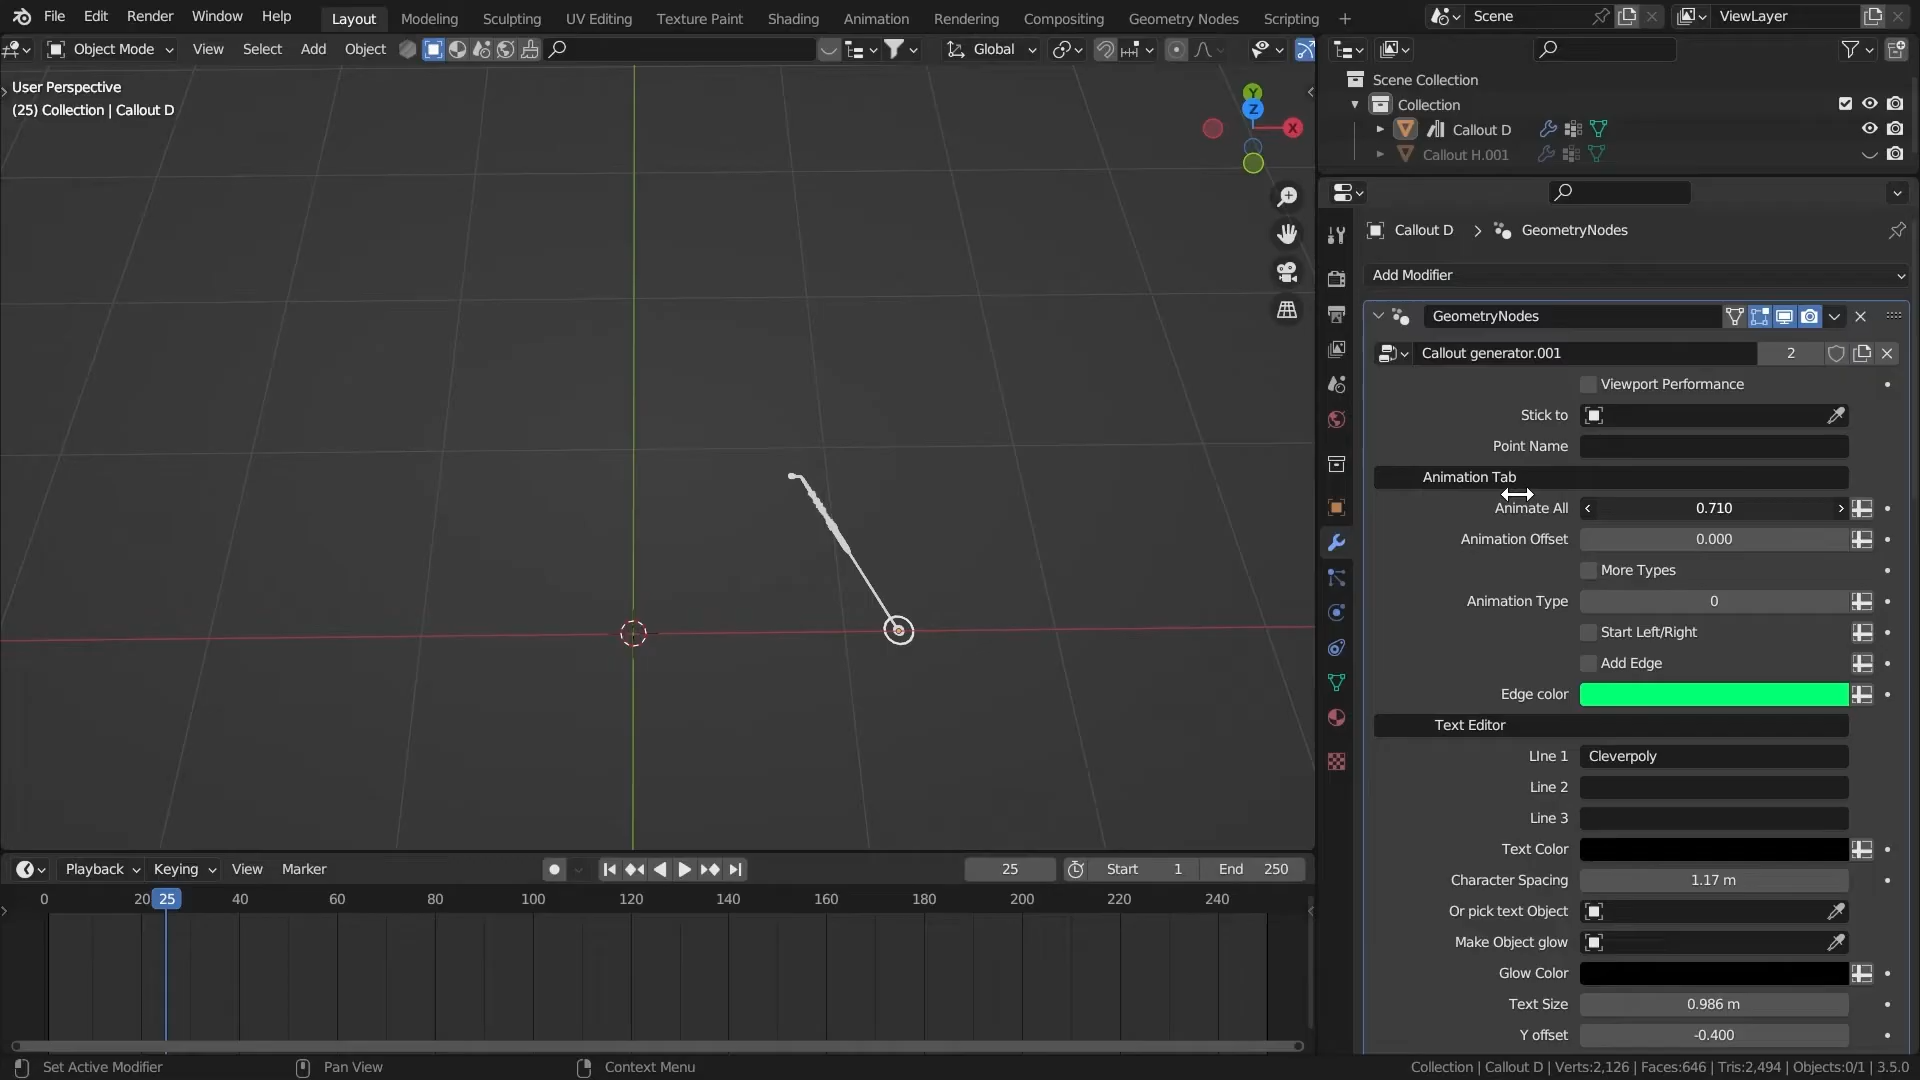 File Edit Render Window Help Layout Modeling Sculpting UV Editing Texture Paint Shading Animation Rendering Compositing Geometry Nodes Scripting + Scene ViewLayer
Object Mode View Select Add Object Global
User Perspective
(25) Collection | Callout D
Y
Z
X
Scene Collection
Collection
Callout D
Callout H.001
Callout D > GeometryNodes
Add Modifier
GeometryNodes
Callout generator.001 2
Viewport Performance
Stick to
Point Name
Animation Tab
Animate All 0.710
Animation Offset 0.000
More Types
Animation Type 0
Start Left/Right
Add Edge
Edge color
Text Editor
LIne 1 Cleverpoly
Line 2
Line 3
Text Color
Character Spacing 1.17 m
Or pick text Object
Make Object glow
Glow Color
Text Size 0.986 m
Y offset -0.400
Playback Keying View Marker 25 Start 1 End 250
0 20 25 40 60 80 100 120 140 160 180 200 220 240
Set Active Modifier Pan View Context Menu Collection | Callout D | Verts:2,126 | Faces:646 | Tris:2,494 | Objects:0/1 | 3.5.0